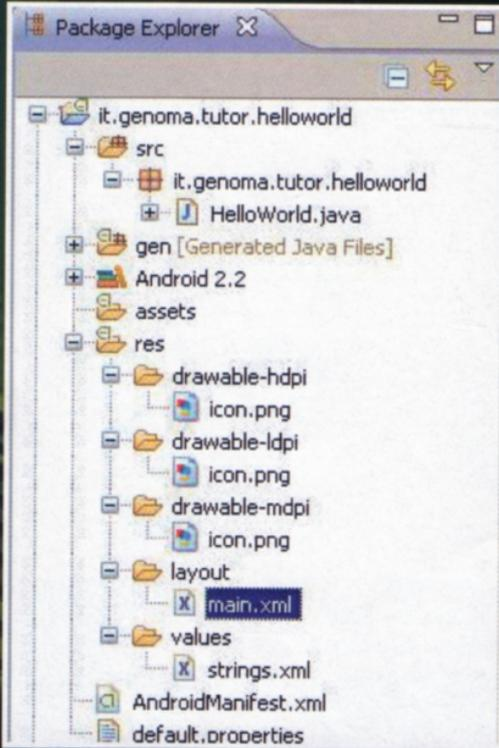 Package Explorer
it.genoma.tutor.helloworld
src
it.genoma.tutor.helloworld
HelloWorld.java
gen [Generated Java Files]
Android 2.2
assets
res
drawable-hdpi
icon.png
drawable-ldpi
icon.png
drawable-mdpi
icon.png
layout
main.xml
values
strings.xml
AndroidManifest.xml
default.properties